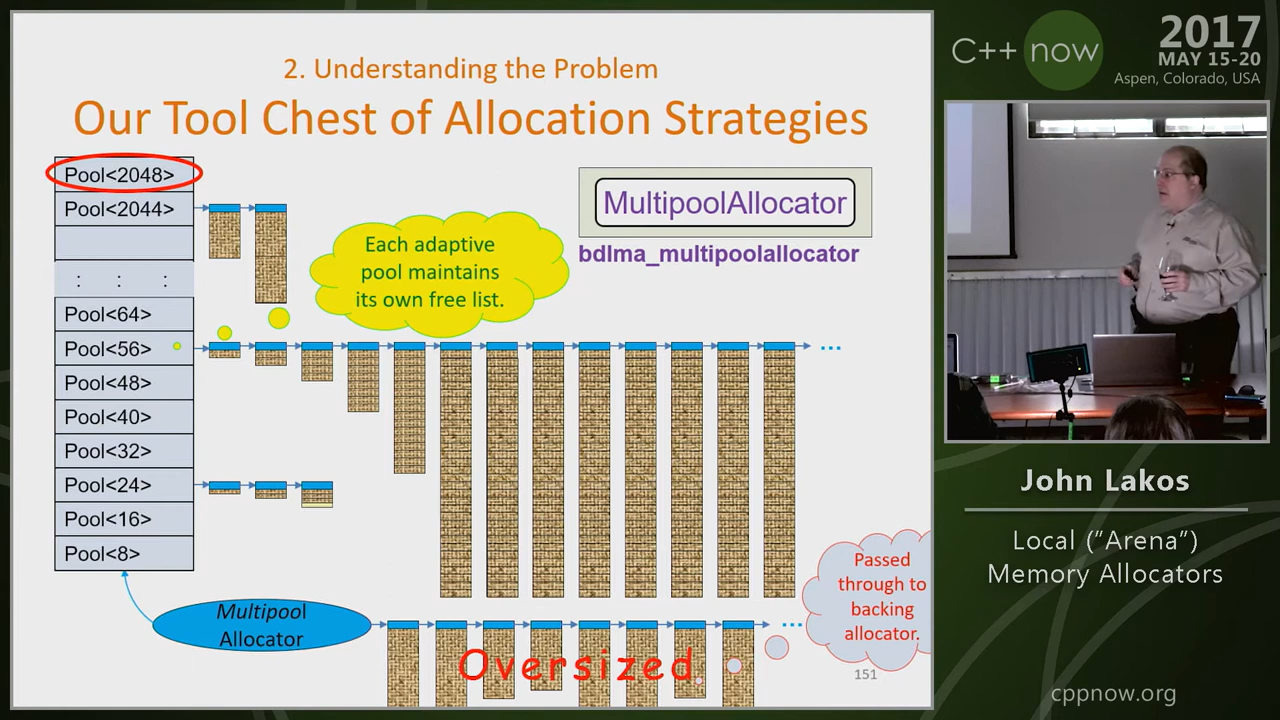 2. Understanding the Problem
Our Tool Chest of Allocation Strategies
Pool<2048>
Pool<2044>
: : :
Pool<64>
Pool<56>
Pool<48>
Pool<40>
Pool<32>
Pool<24>
Pool<16>
Pool<8>
Each adaptive
pool maintains
its own free list.
MultipoolAllocator
bdlma_multipoolallocator
...
Multipool
Allocator
Oversized
...
Passed
through to
backing
allocator.
151
C++ now
2017
MAY 15-20
Aspen, Colorado, USA
John Lakos
Local ("Arena")
Memory Allocators
cppnow.org